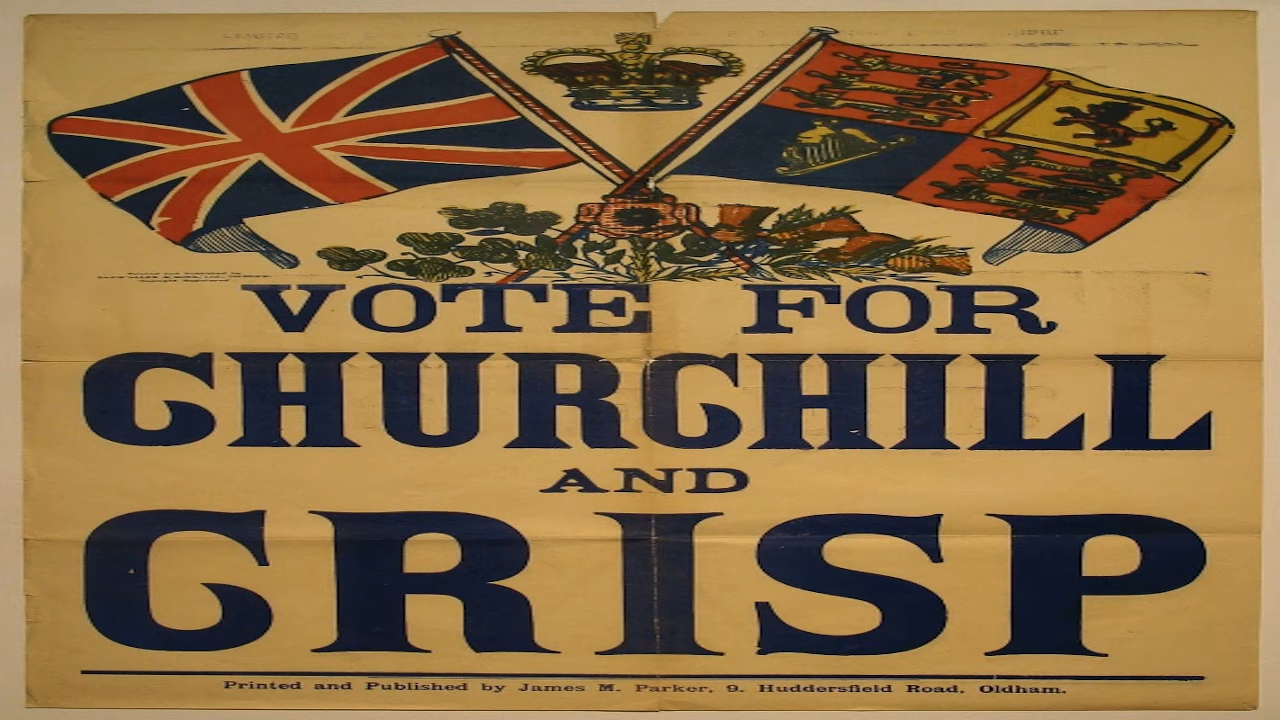 VOTE FOR
CHURCHILL
AND
CRISP
Printed and Published by James M. Parker, 9, Huddersfield Road, Oldham.